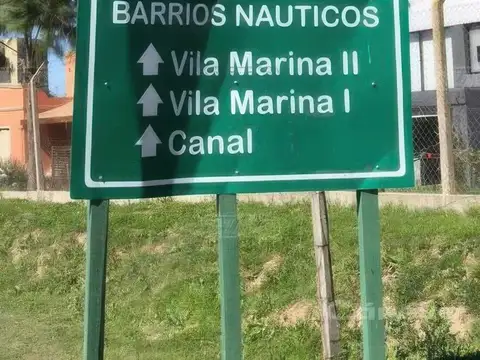 BARRIOS NAUTICOS
Vila Marina II
Vila Marina I
Canal